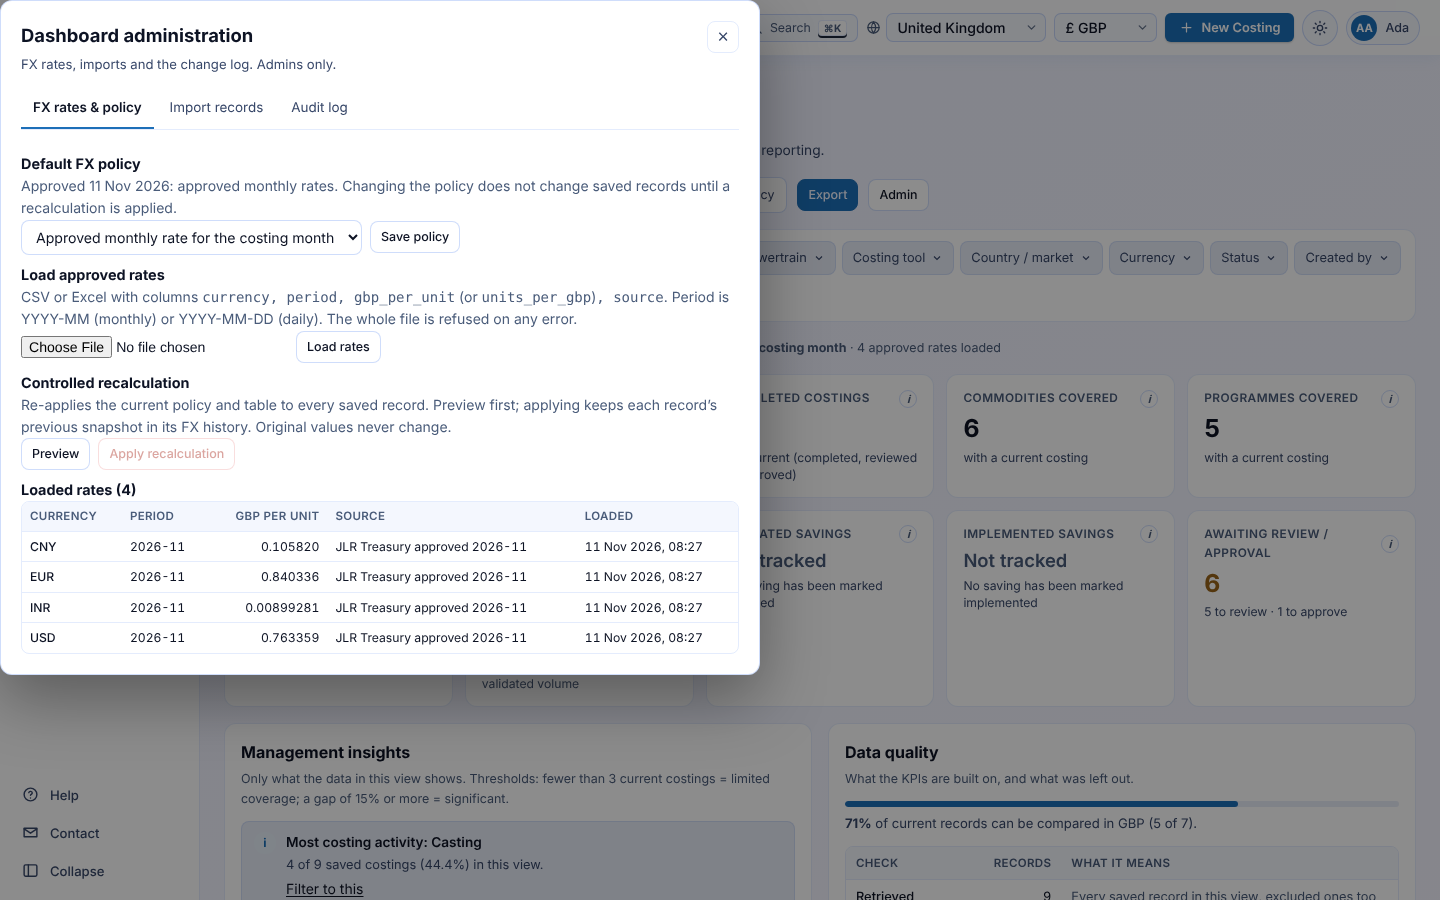 Dashboard administration
FX rates, imports and the change log. Admins only.
FX rates & policy
Import records
Audit log
Default FX policy
Approved 11 Nov 2026: approved monthly rates. Changing the policy does not change saved records until a
recalculation is applied.
Approved monthly rate for the costing month
Save policy
Load approved rates
CSV or Excel with columns currency, period, gbp_per_unit (or units_per_gbp), source. Period is
YYYY-MM (monthly) or YYYY-MM-DD (daily). The whole file is refused on any error.
Choose File No file chosen
Load rates
Controlled recalculation
Re-applies the current policy and table to every saved record. Preview first; applying keeps each record’s
previous snapshot in its FX history. Original values never change.
Preview
Apply recalculation
Loaded rates (4)
CURRENCY PERIOD GBP PER UNIT SOURCE LOADED
CNY 2026-11 0.105820 JLR Treasury approved 2026-11 11 Nov 2026, 08:27
EUR 2026-11 0.840336 JLR Treasury approved 2026-11 11 Nov 2026, 08:27
INR 2026-11 0.00899281 JLR Treasury approved 2026-11 11 Nov 2026, 08:27
USD 2026-11 0.763359 JLR Treasury approved 2026-11 11 Nov 2026, 08:27
Search ⌘K
United Kingdom
£ GBP
New Costing
AA Ada
reporting.
cy
Export
Admin
wertrain
Costing tool
Country / market
Currency
Status
Created by
costing month · 4 approved rates loaded
LETED COSTINGS
rrent (completed, reviewed
roved)
COMMODITIES COVERED
6
with a current costing
PROGRAMMES COVERED
5
with a current costing
ATED SAVINGS
tracked
ving has been marked
ed
IMPLEMENTED SAVINGS
Not tracked
No saving has been marked
implemented
AWAITING REVIEW /
APPROVAL
6
5 to review · 1 to approve
validated volume
Help
Contact
Collapse
Management insights
Only what the data in this view shows. Thresholds: fewer than 3 current costings = limited
coverage; a gap of 15% or more = significant.
Most costing activity: Casting
4 of 9 saved costings (44.4%) in this view.
Filter to this
Data quality
What the KPIs are built on, and what was left out.
71% of current records can be compared in GBP (5 of 7).
CHECK RECORDS WHAT IT MEANS
Retrieved 9 Every saved record in this view, excluded ones too